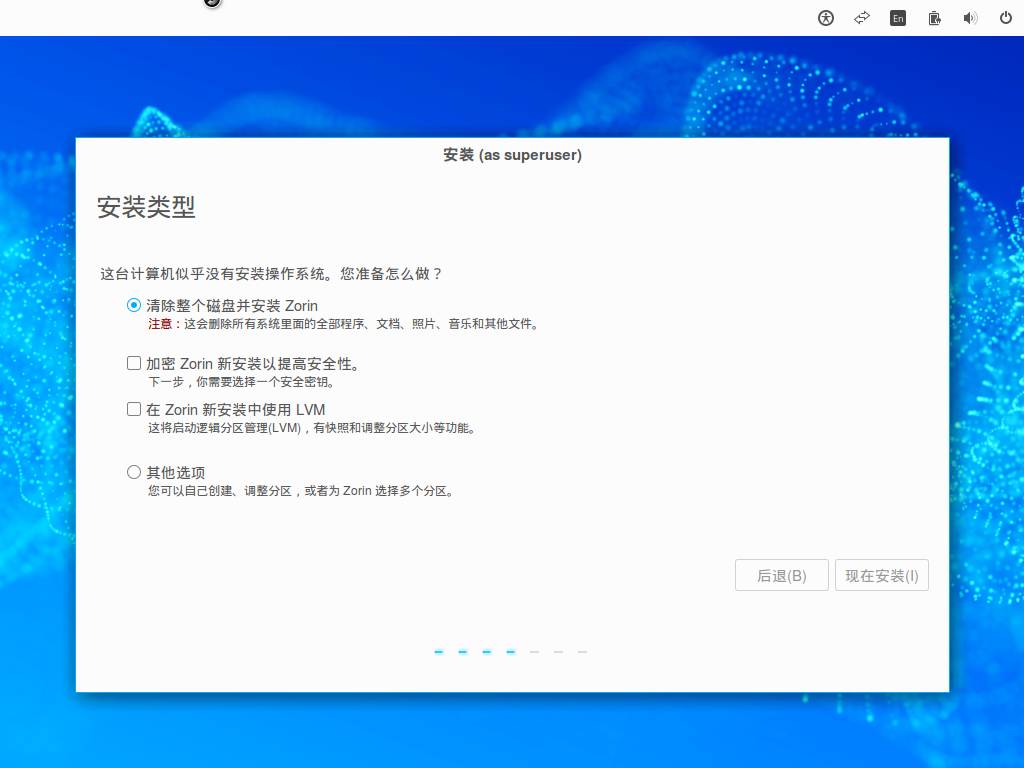 En
安装 (as superuser)
安装类型
这台计算机似乎没有安装操作系统。您准备怎么做？
清除整个磁盘并安装 Zorin
注意：这会删除所有系统里面的全部程序、文档、照片、音乐和其他文件。
加密 Zorin 新安装以提高安全性。
下一步，你需要选择一个安全密钥。
在 Zorin 新安装中使用 LVM
这将启动逻辑分区管理(LVM)，有快照和调整分区大小等功能。
其他选项
您可以自己创建、调整分区，或者为 Zorin 选择多个分区。
后退(B)
现在安装(I)